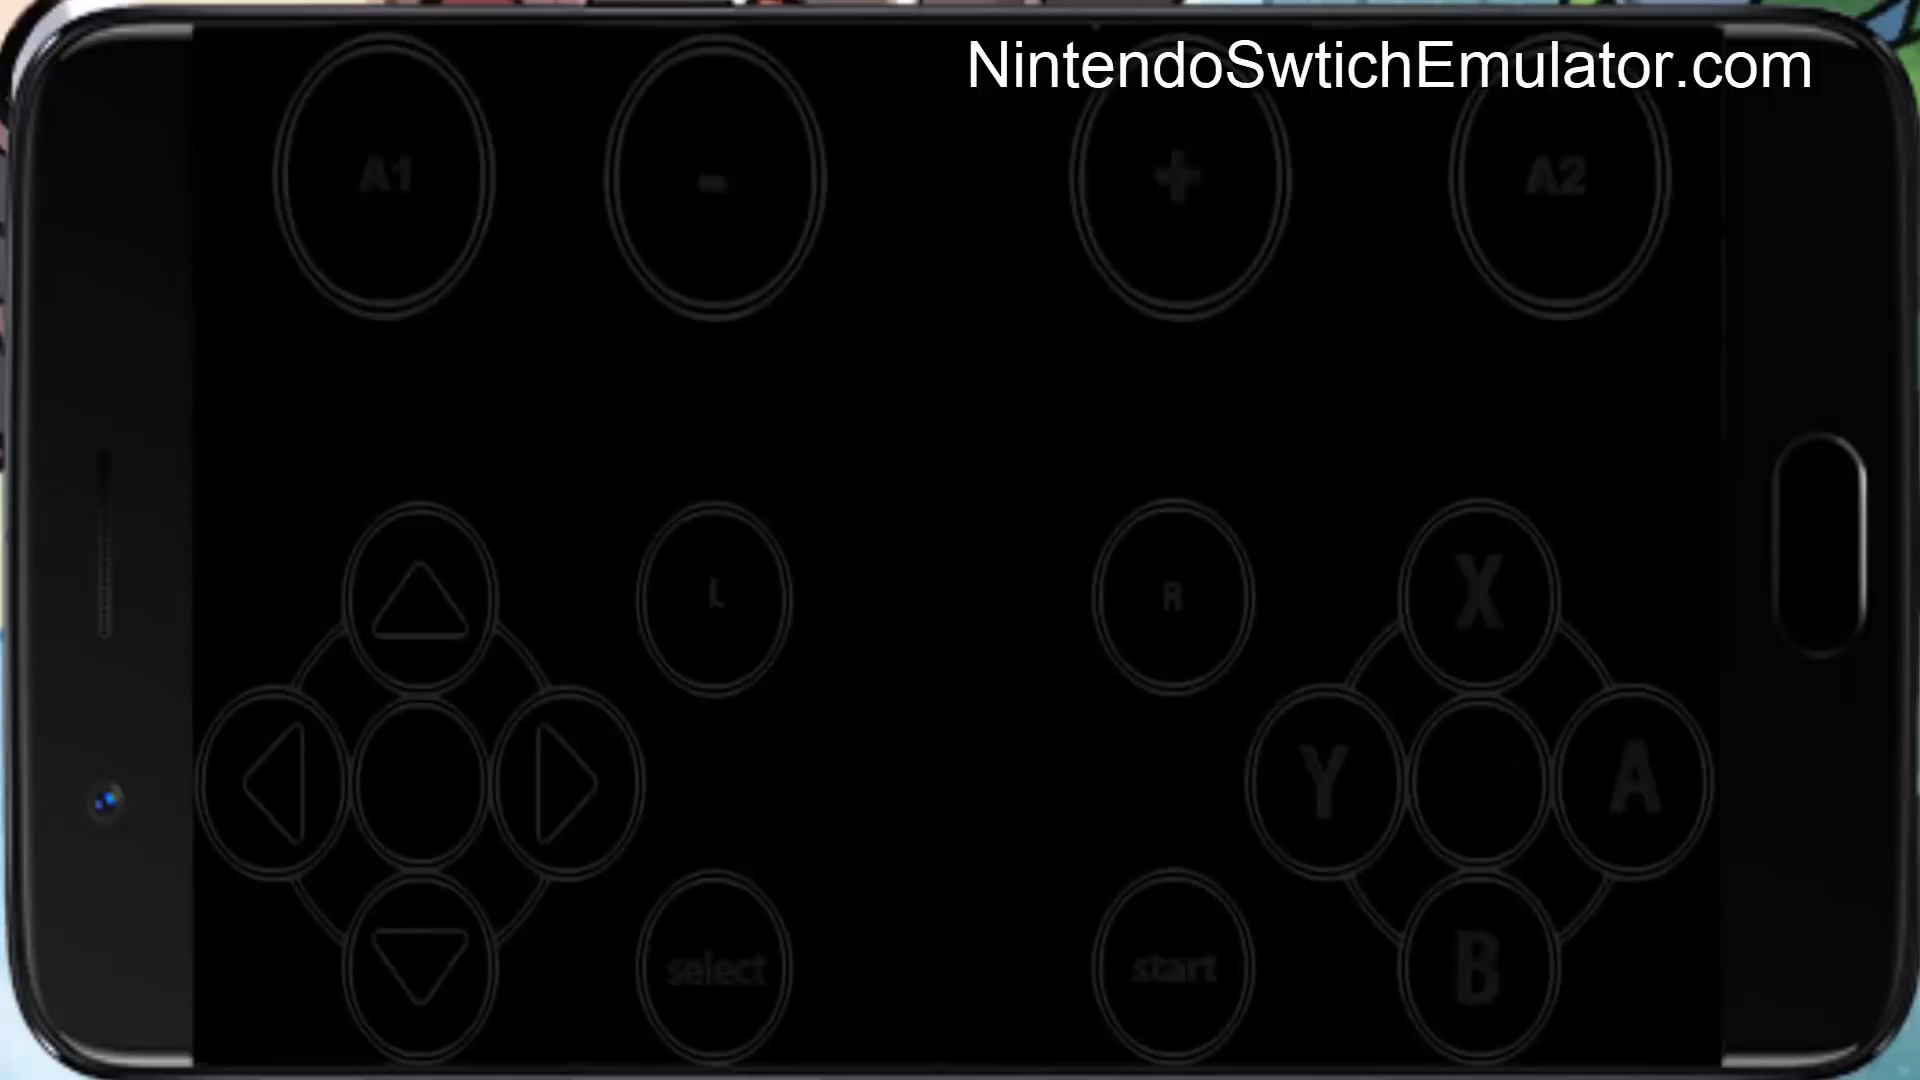 NintendoSwtichEmulator.com
A1 - + A2
L R X
Y A
select start B